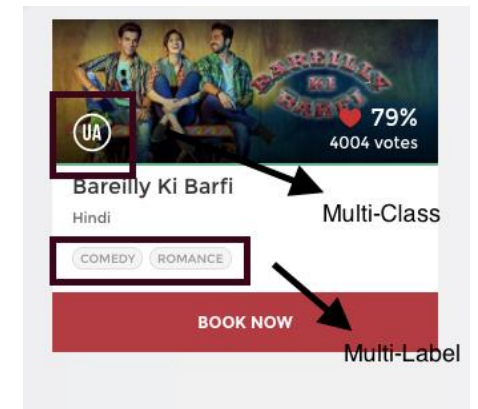 BAREILLY
KI
BARFI
UA
79%
4004 votes
Bareilly Ki Barfi
Hindi
Multi-Class
COMEDY ROMANCE
BOOK NOW
Multi-Label